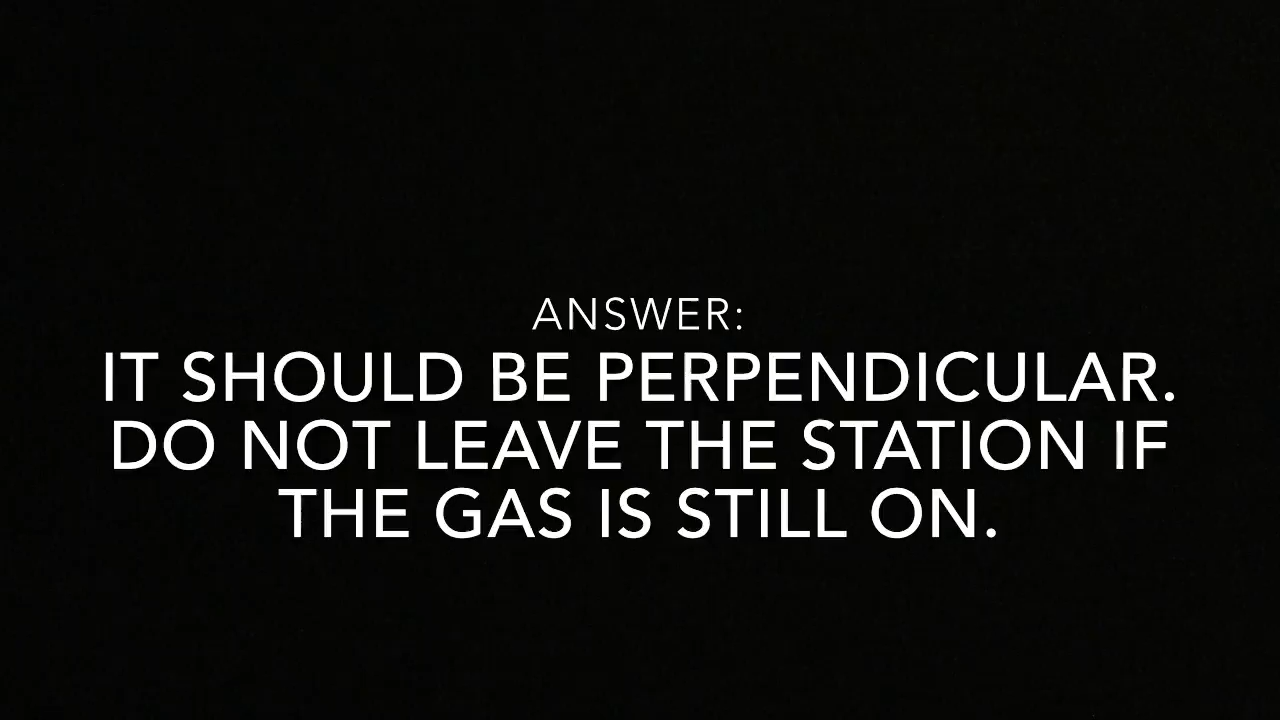 ANSWER:
IT SHOULD BE PERPENDICULAR.
DO NOT LEAVE THE STATION IF
THE GAS IS STILL ON.